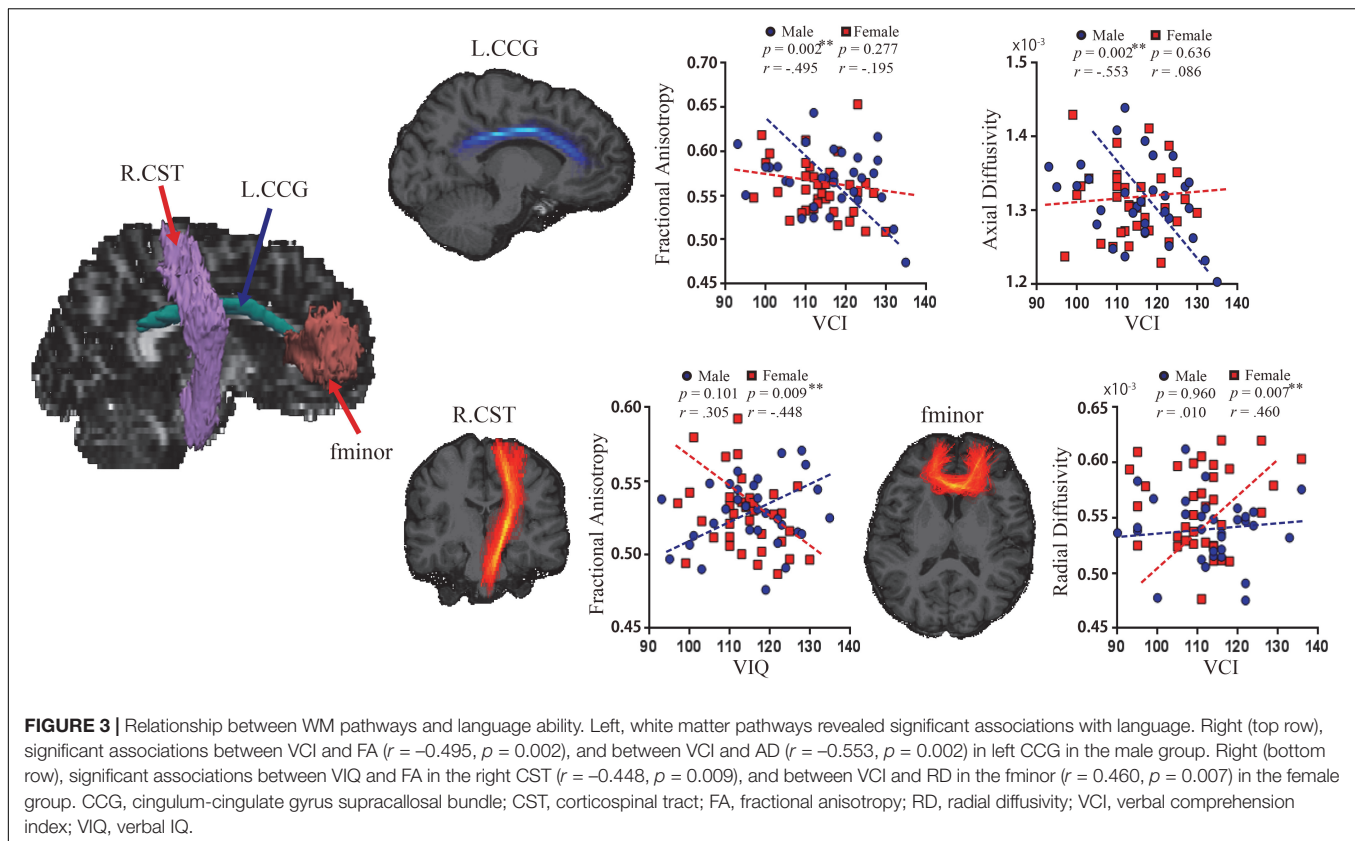 L.CCG
R.CST
L.CCG
fminor
Male Female
p = 0.002** p = 0.277
r = -.495 r = -.195
Fractional Anisotropy
0.70
0.65
0.60
0.55
0.50
0.45
90 100 110 120 130 140
VCI
Male Female
x10-3
p = 0.002** p = 0.636
r = -.553 r = .086
Axial Diffusivity
1.5
1.4
1.3
1.2
90 100 110 120 130 140
VCI
R.CST
Male Female
p = 0.101 p = 0.009**
r = .305 r = -.448
Fractional Anisotropy
0.60
0.55
0.50
0.45
90 100 110 120 130 140
VIQ
fminor
Male Female
x10-3
p = 0.960 p = 0.007**
r = .010 r = .460
Radial Diffusivity
0.65
0.60
0.55
0.50
0.45
90 100 110 120 130 140
VCI
FIGURE 3 | Relationship between WM pathways and language ability. Left, white matter pathways revealed significant associations with language. Right (top row),
significant associations between VCI and FA (r = –0.495, p = 0.002), and between VCI and AD (r = –0.553, p = 0.002) in left CCG in the male group. Right (bottom
row), significant associations between VIQ and FA in the right CST (r = –0.448, p = 0.009), and between VCI and RD in the fminor (r = 0.460, p = 0.007) in the female
group. CCG, cingulum-cingulate gyrus supracallosal bundle; CST, corticospinal tract; FA, fractional anisotropy; RD, radial diffusivity; VCI, verbal comprehension
index; VIQ, verbal IQ.